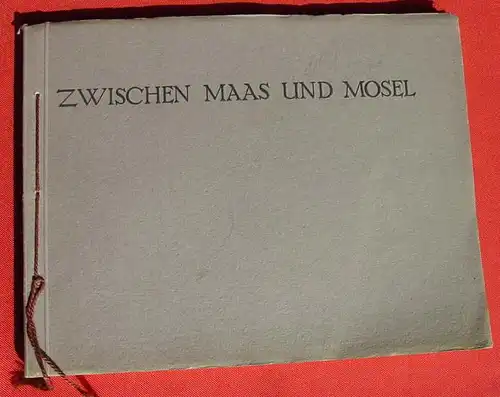 ZWISCHEN MAAS UND MOSEL